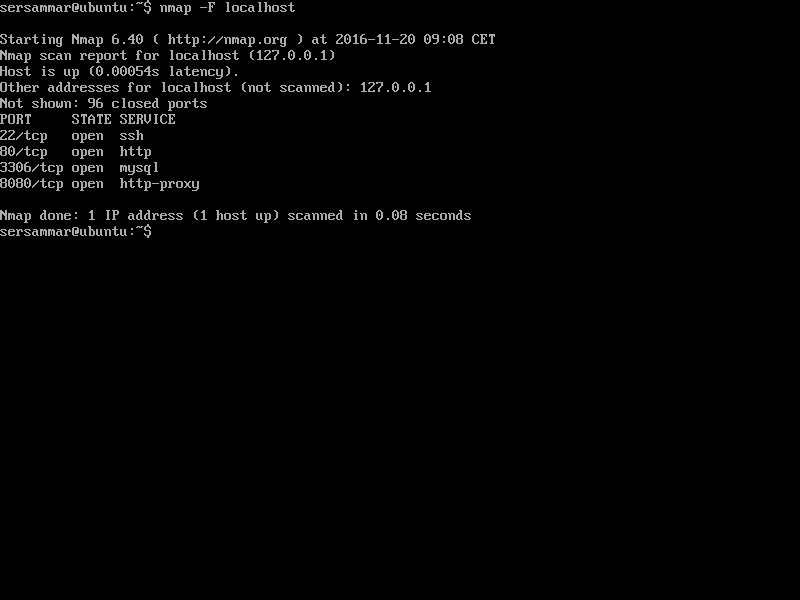 sersammar@ubuntu:~$ nmap -F localhost
Starting Nmap 6.40 ( http://nmap.org ) at 2016-11-20 09:08 CET
Nmap scan report for localhost (127.0.0.1)
Host is up (0.00054s latency).
Other addresses for localhost (not scanned): 127.0.0.1
Not shown: 96 closed ports
PORT     STATE SERVICE
22/tcp   open  ssh
80/tcp   open  http
3306/tcp open  mysql
8080/tcp open  http-proxy
Nmap done: 1 IP address (1 host up) scanned in 0.08 seconds
sersammar@ubuntu:~$